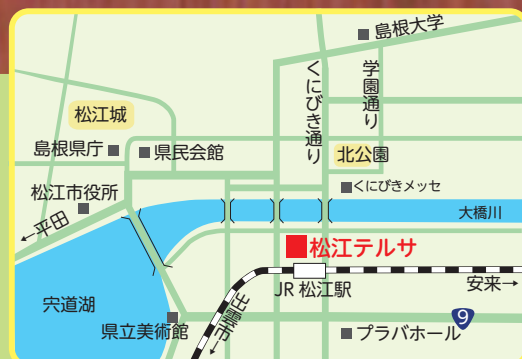 島根大学
くにびき通り
学園通り
松江城
島根県庁
県民会館
北公園
松江市役所
くにびきメッセ
←平田
大橋川
松江テルサ
宍道湖
JR 松江駅
安来→
県立美術館
出雲市
9
プラバホール